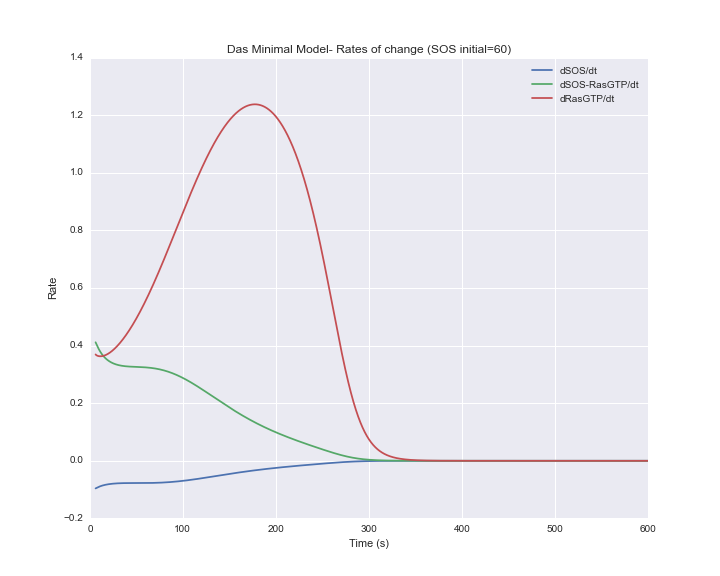 Das Minimal Model- Rates of change (SOS initial=60)
1.4
1.2
1.0
0.8
0.6
0.4
0.2
0.0
−0.2
Rate
dSOS/dt
dSOS-RasGTP/dt
dRasGTP/dt
0 100 200 300 400 500 600
Time (s)